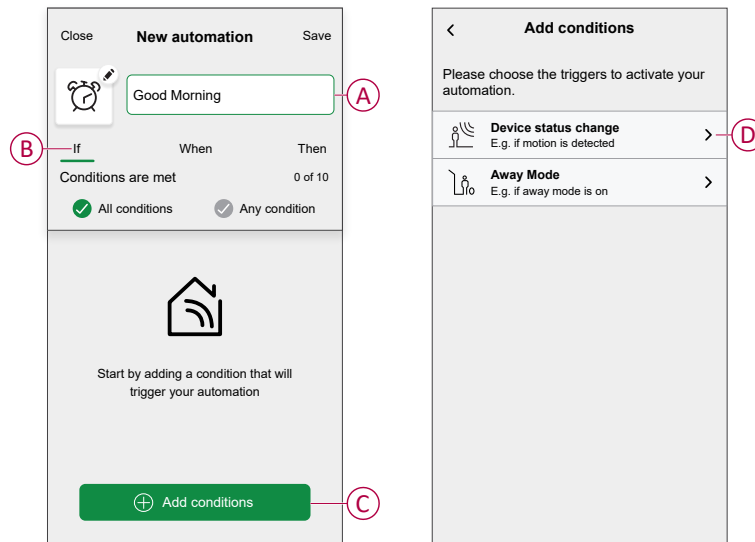 Close New automation Save
Good Morning
A
B
If When Then
Conditions are met 0 of 10
All conditions Any condition
Start by adding a condition that will
trigger your automation
Add conditions
C
Add conditions
Please choose the triggers to activate your
automation.
Device status change
E.g. if motion is detected
D
Away Mode
E.g. if away mode is on